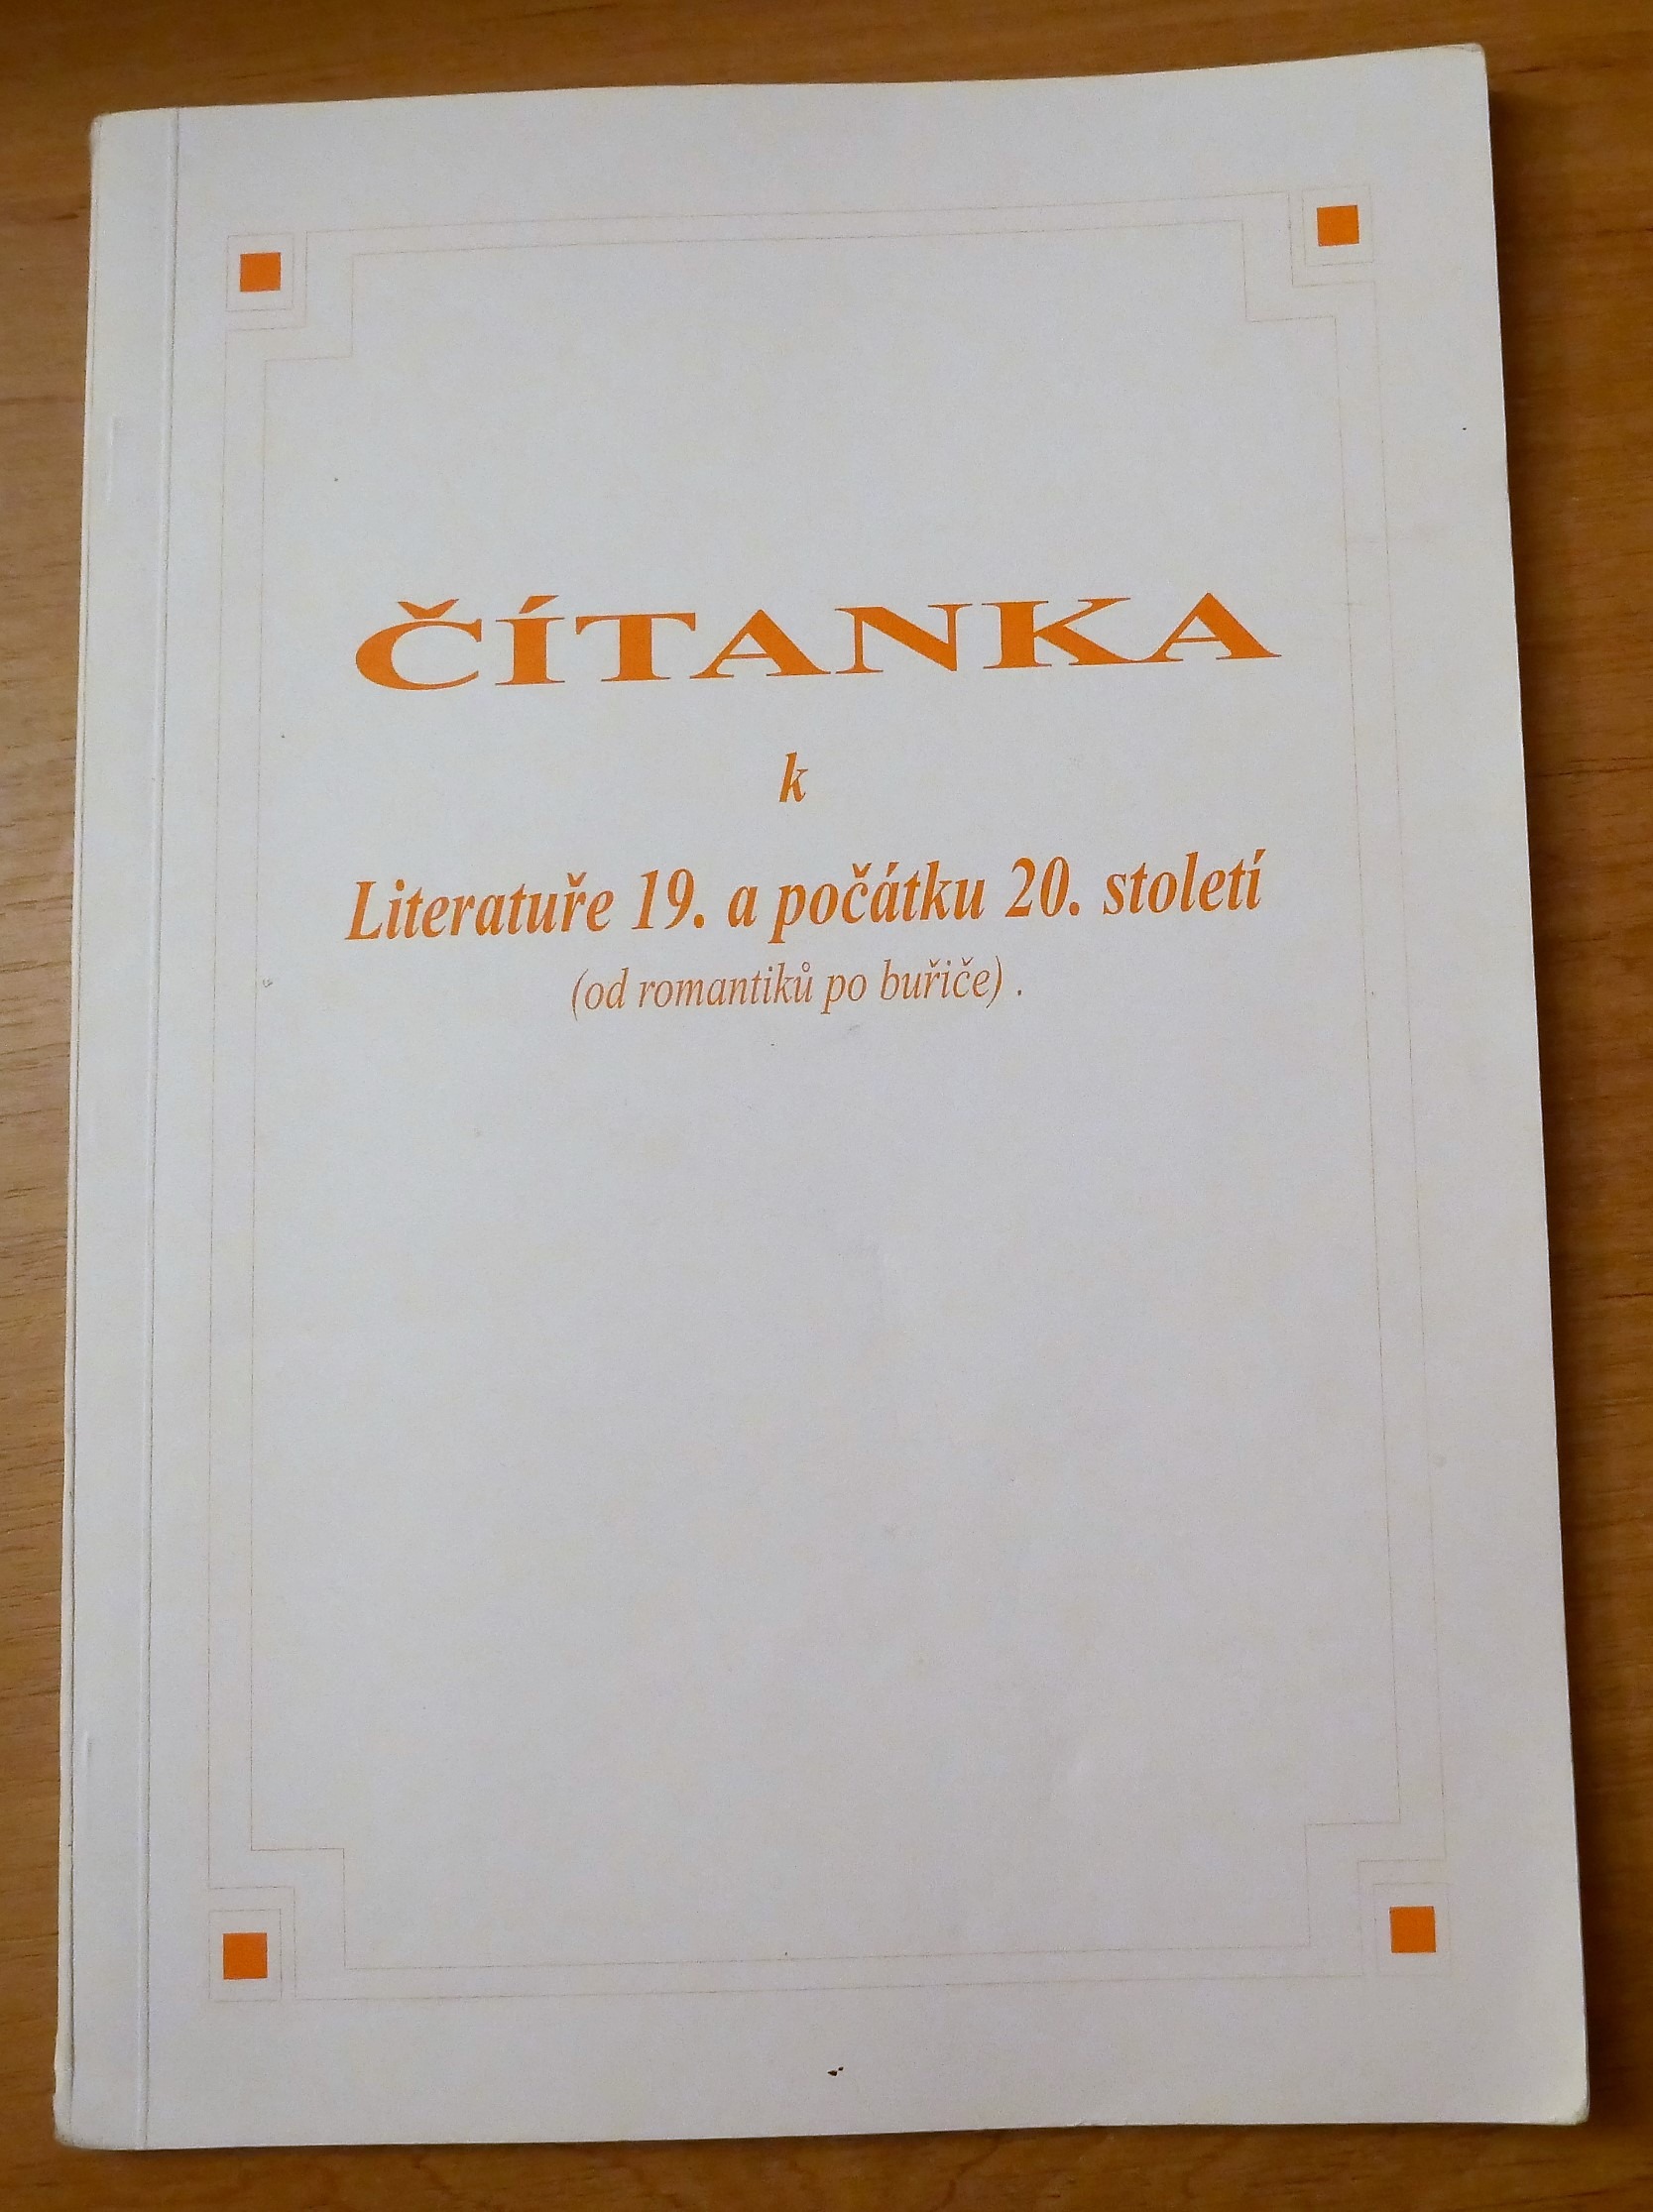 ČÍTANKA
k
Literatuře 19. a počátku 20. století
(od romantiků po buřiče) .